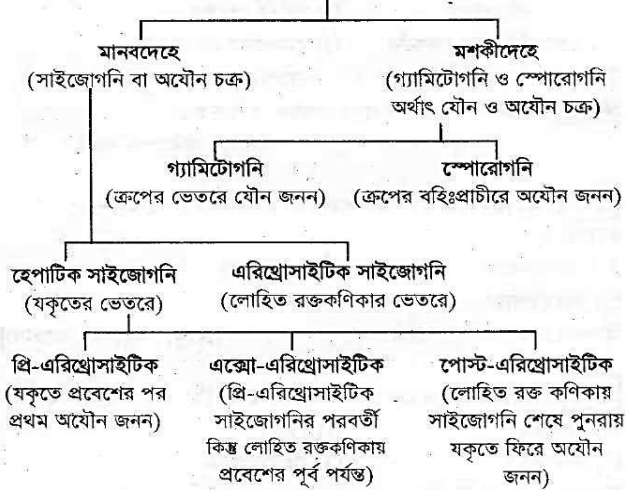 মানবদেহে
(সাইজোগনি বা অযৌন চক্র)
মশকীদেহে
(গ্যামিটোগনি ও স্পোরোগনি
অর্থাৎ যৌন ও অযৌন চক্র)
গ্যামিটোগনি
(ক্রপের ভেতরে যৌন জনন)
স্পোরোগনি
(ক্রপের বহিঃপ্রাচীরে অযৌন জনন)
হেপাটিক সাইজোগনি
(যকৃতের ভেতরে)
এরিথ্রোসাইটিক সাইজোগনি
(লোহিত রক্তকণিকার ভেতরে)
প্রি-এরিথ্রোসাইটিক
(যকৃতে প্রবেশের পর
প্রথম অযৌন জনন)
এক্সো-এরিথ্রোসাইটিক
(প্রি-এরিথ্রোসাইটিক
সাইজোগনির পরবর্তী
কিন্তু লোহিত রক্তকণিকায়
প্রবেশের পূর্ব পর্যন্ত)
পোস্ট-এরিথ্রোসাইটিক
(লোহিত রক্ত কণিকায়
সাইজোগনি শেষে পুনরায়
যকৃতে ফিরে অযৌন
জনন)